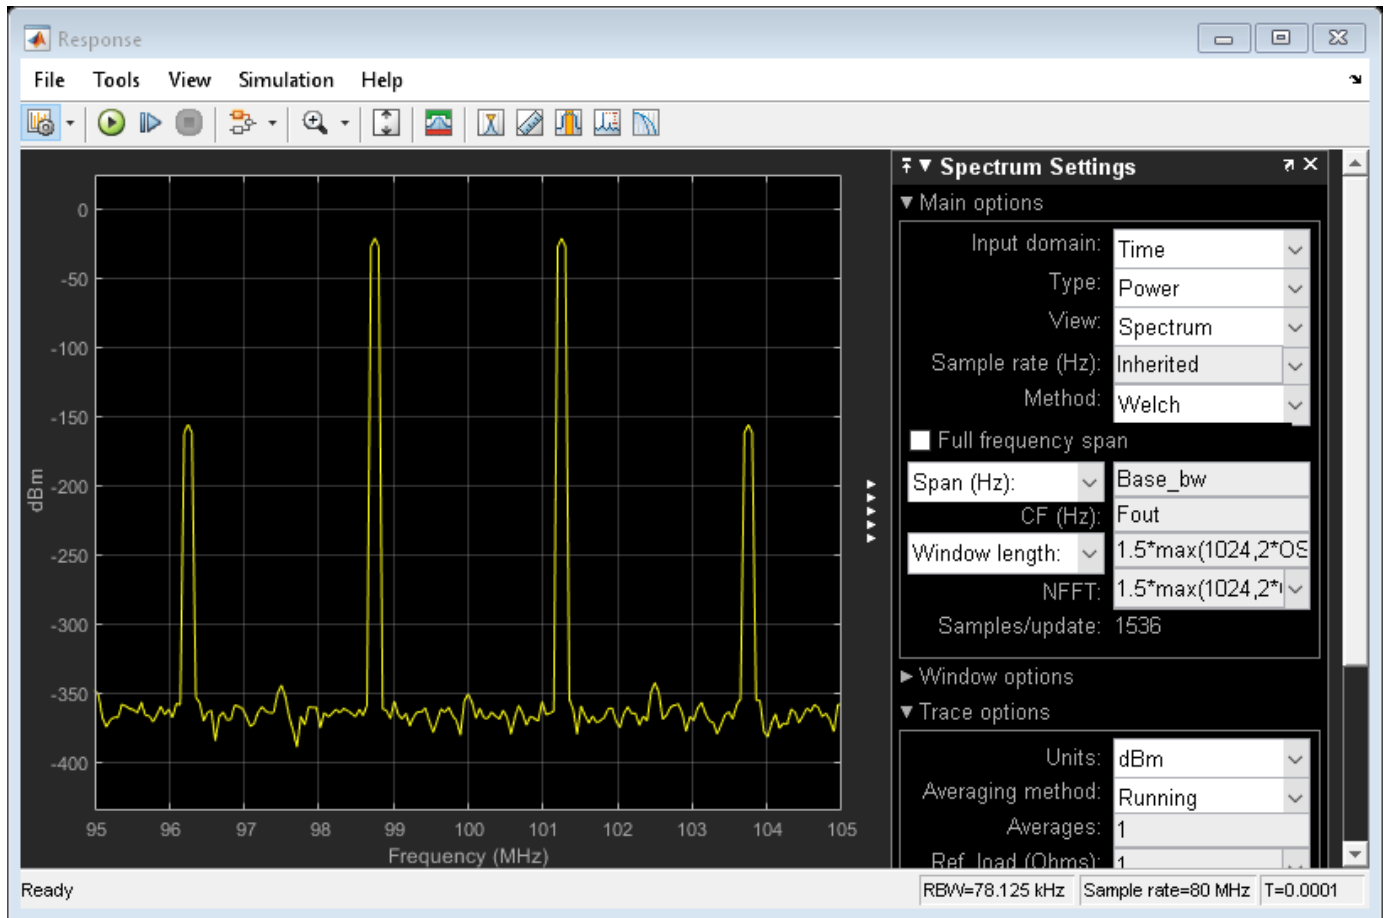 Response
File Tools View Simulation Help
Spectrum Settings
Main options
Input domain: Time
Type: Power
View: Spectrum
Sample rate (Hz): Inherited
Method: Welch
Full frequency span
Span (Hz): Base_bw
CF (Hz): Fout
Window length: 1.5*max(1024,2*OS
NFFT: 1.5*max(1024,2*
Samples/update: 1536
Window options
Trace options
Units: dBm
Averaging method: Running
Averages: 1
Ref. load (Ohms): 1
0
-50
-100
-150
-200
-250
-300
-350
-400
dBm
95 96 97 98 99 100 101 102 103 104 105
Frequency (MHz)
Ready
RBW=78.125 kHz Sample rate=80 MHz T=0.0001